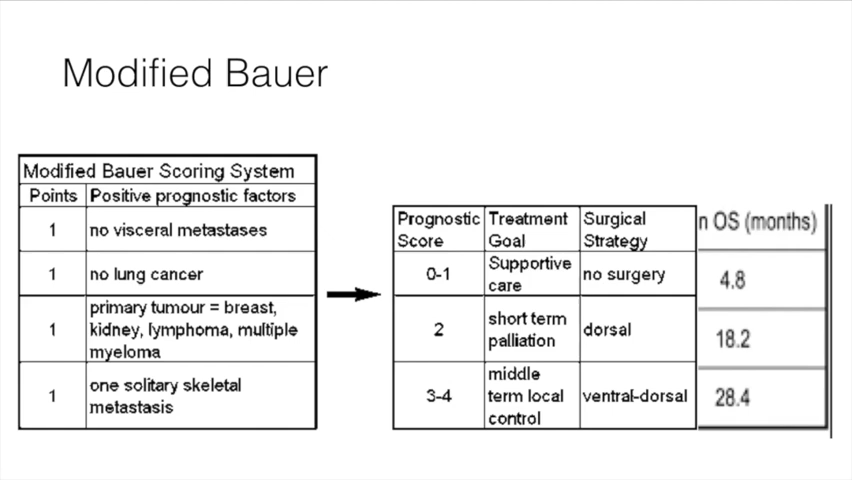 Modified Bauer
Modified Bauer Scoring System
Points Positive prognostic factors
1 no visceral metastases
1 no lung cancer
1 primary tumour = breast,
kidney, lymphoma, multiple
myeloma
1 one solitary skeletal
metastasis
Prognostic Treatment Surgical
Score Goal Strategy
n OS (months)
0-1 Supportive
care no surgery
4.8
2 short term
palliation dorsal
18.2
3-4 middle
term local
control ventral-dorsal
28.4